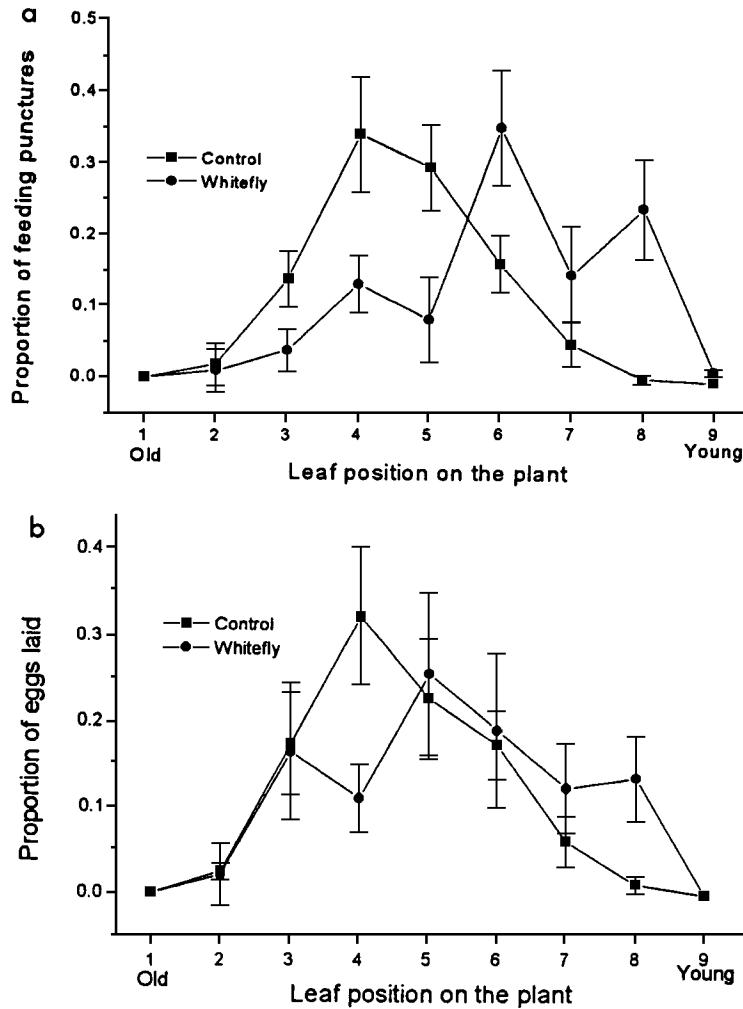 a
0.5
0.4
0.3
0.2
0.1
0.0
Proportion of feeding punctures
Control
Whitefly
1 2 3 4 5 6 7 8 9
Old Young
Leaf position on the plant
b
0.4
0.3
0.2
0.1
0.0
Proportion of eggs laid
Control
Whitefly
1 2 3 4 5 6 7 8 9
Old Young
Leaf position on the plant